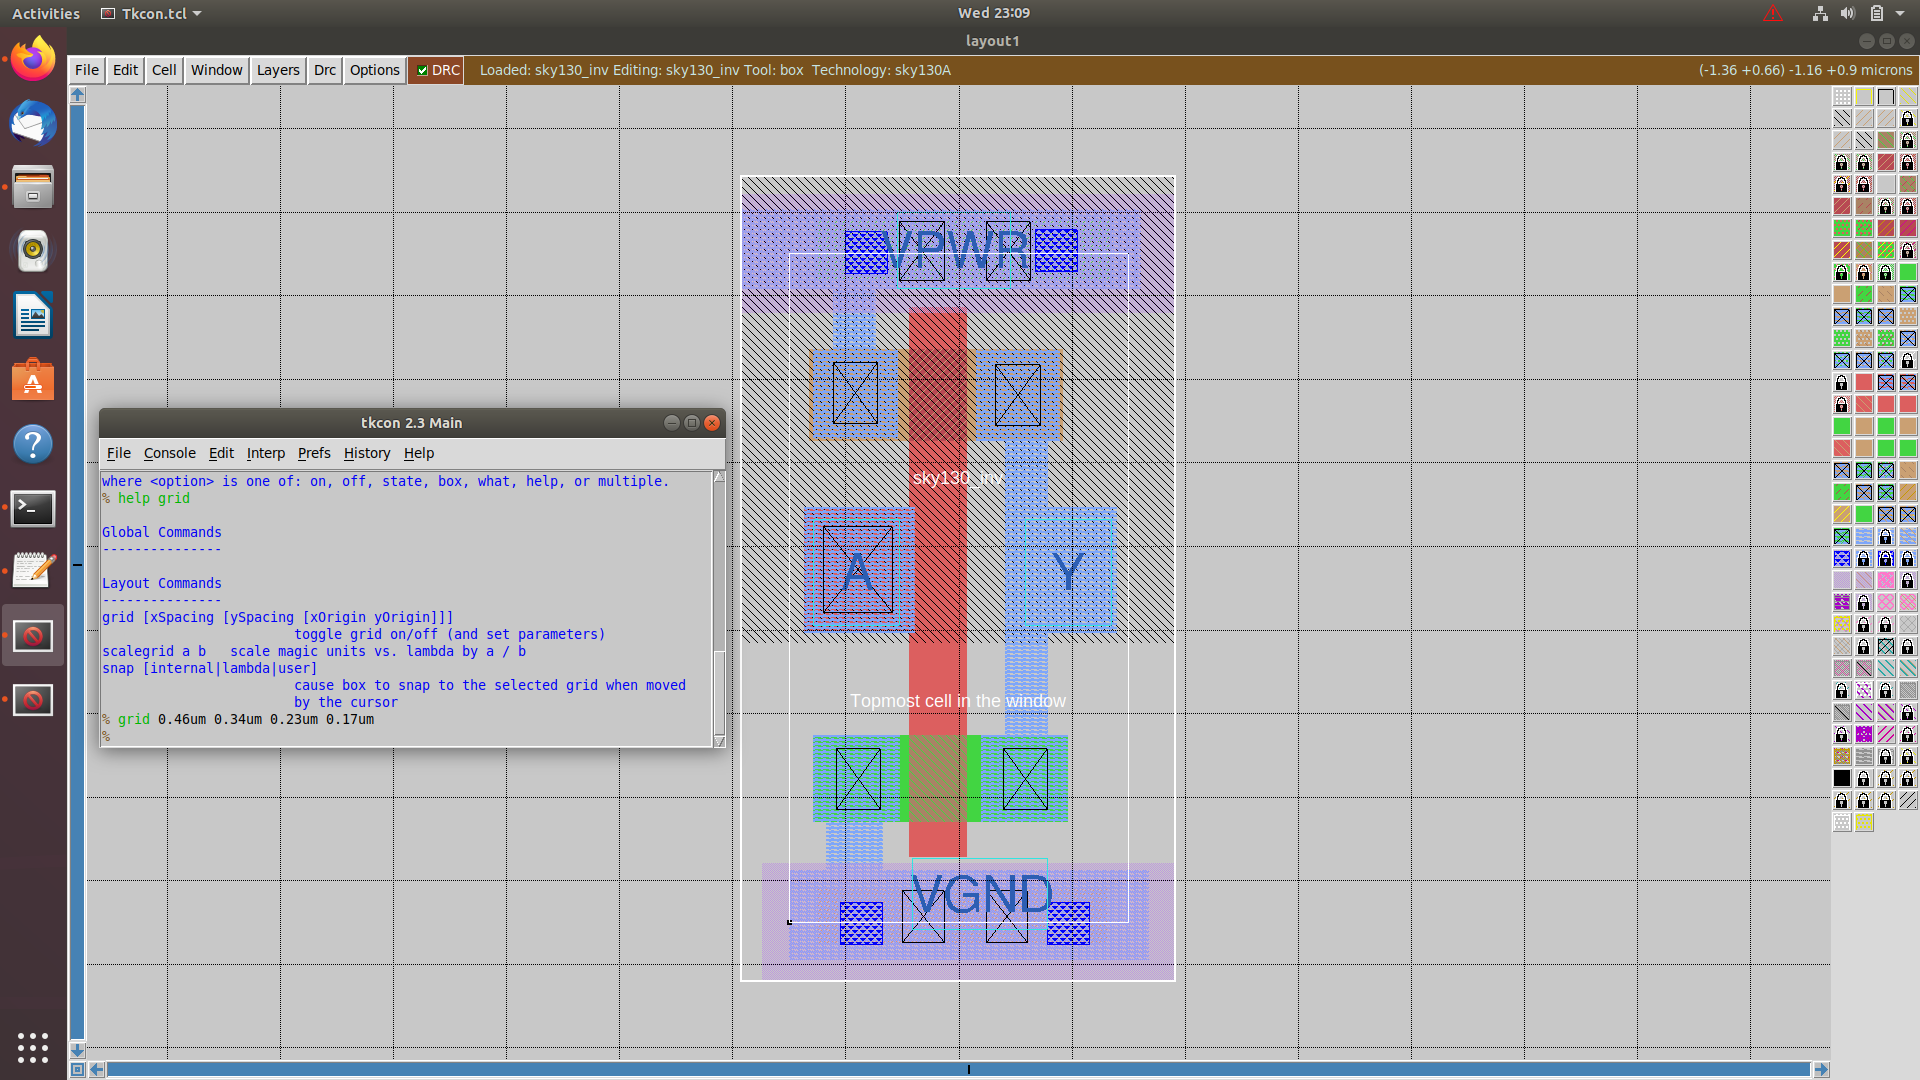 Activities
Tkcon.tcl
Wed 23:09
layout1
File Edit Cell Window Layers Drc Options DRC Loaded: sky130_inv Editing: sky130_inv Tool: box Technology: sky130A (-1.36 +0.66) -1.16 +0.9 microns
VPWR
sky130_inv
A
Y
Topmost cell in the window
VGND
tkcon 2.3 Main
File Console Edit Interp Prefs History Help
where <option> is one of: on, off, state, box, what, help, or multiple.
% help grid
Global Commands
---------------
Layout Commands
---------------
grid [xSpacing [ySpacing [xOrigin yOrigin]]]
toggle grid on/off (and set parameters)
scalegrid a b scale magic units vs. lambda by a / b
snap [internal|lambda|user]
cause box to snap to the selected grid when moved
by the cursor
% grid 0.46um 0.34um 0.23um 0.17um
%